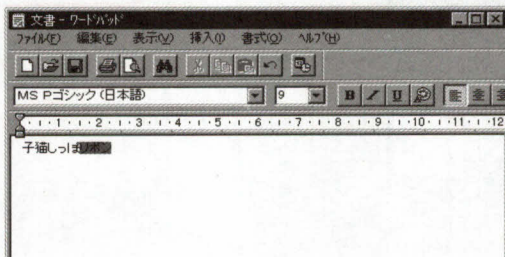 文書 - ワードパッド
ファイル(F) 編集(E) 表示(V) 挿入(I) 書式(O) ヘルプ(H)
MS Pゴシック (日本語) 9 B I U
1 2 3 4 5 6 7 8 9 10 11 12
子猫しっぽリボン